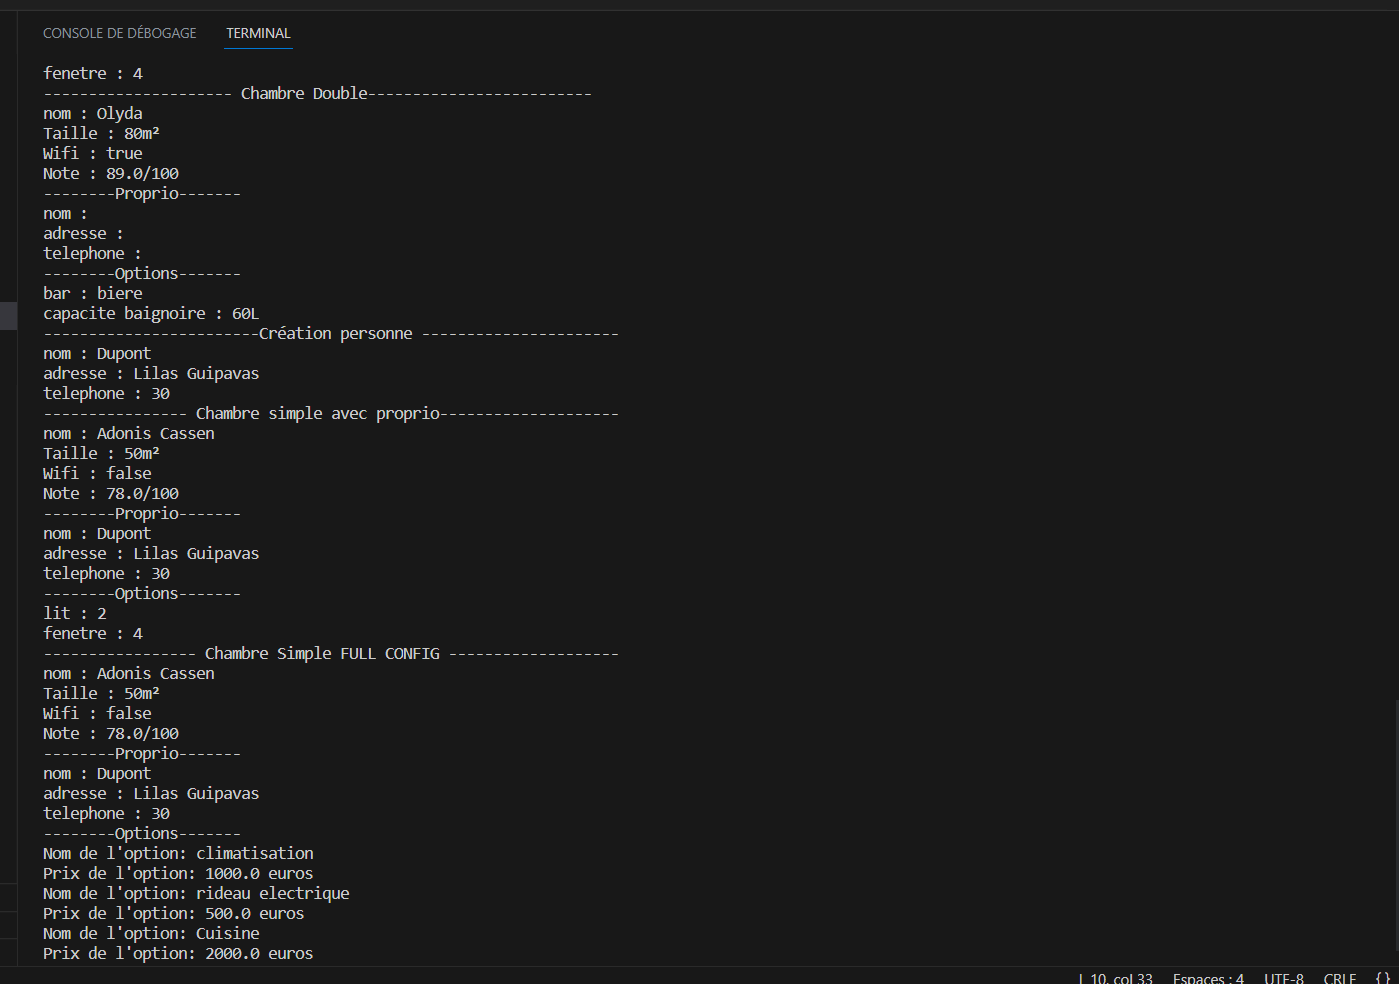 CONSOLE DE DÉBOGAGE TERMINAL
fenetre : 4
--------------------- Chambre Double-------------------------
nom : Olyda
Taille : 80m²
Wifi : true
Note : 89.0/100
--------Proprio-------
nom :
adresse :
telephone :
--------Options-------
bar : biere
capacite baignoire : 60L
------------------------Création personne ----------------------
nom : Dupont
adresse : Lilas Guipavas
telephone : 30
---------------- Chambre simple avec proprio--------------------
nom : Adonis Cassen
Taille : 50m²
Wifi : false
Note : 78.0/100
--------Proprio-------
nom : Dupont
adresse : Lilas Guipavas
telephone : 30
--------Options-------
lit : 2
fenetre : 4
----------------- Chambre Simple FULL CONFIG -------------------
nom : Adonis Cassen
Taille : 50m²
Wifi : false
Note : 78.0/100
--------Proprio-------
nom : Dupont
adresse : Lilas Guipavas
telephone : 30
--------Options-------
Nom de l'option: climatisation
Prix de l'option: 1000.0 euros
Nom de l'option: rideau electrique
Prix de l'option: 500.0 euros
Nom de l'option: Cuisine
Prix de l'option: 2000.0 euros
L 10, col 33 Espaces : 4 UTF-8 CRLF {}